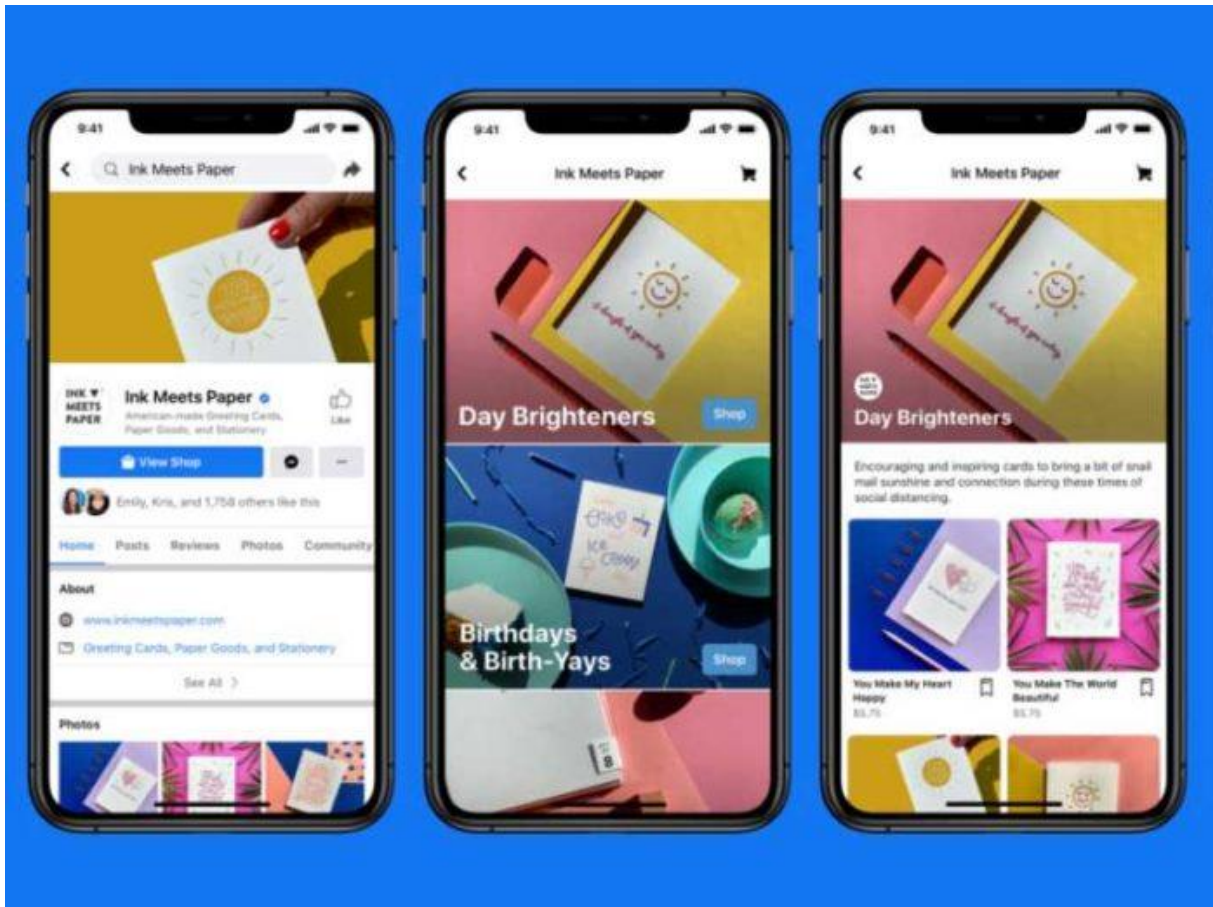 9:41
Ink Meets Paper
INK
MEETS
PAPER
Ink Meets Paper
American-made Greeting Cards,
Paper Goods, and Stationery
Like
View Shop
Emily, Kris, and 1,758 others like this
Home Posts Reviews Photos Community
About
www.inkmeetspaper.com
Greeting Cards, Paper Goods, and Stationery
See All
Photos
9:41
Ink Meets Paper
Day Brighteners
Shop
Birthdays
& Birth-Yays
Shop
9:41
Ink Meets Paper
Day Brighteners
Encouraging and inspiring cards to bring a bit of snail
mail sunshine and connection during these times of
social distancing.
You Make My Heart
Happy
$5.75
You Make The World
Beautiful
$5.75